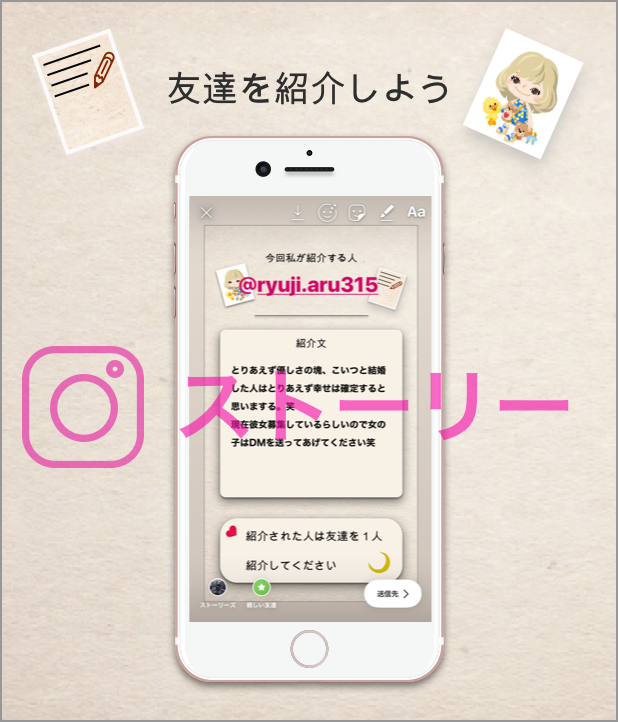 友達を紹介しよう
Aa
今回私が紹介する人
@ryuji.aru315
紹介文
とりあえず優しさの塊、こいつと結婚
した人はとりあえず幸せは確定すると
思いまする。笑
現在彼女募集しているらしいので女の
子はDMを送ってあげてください笑
ストーリー
紹介された人は友達を1人
紹介してください
ストーリーズ
親しい友達
送信先